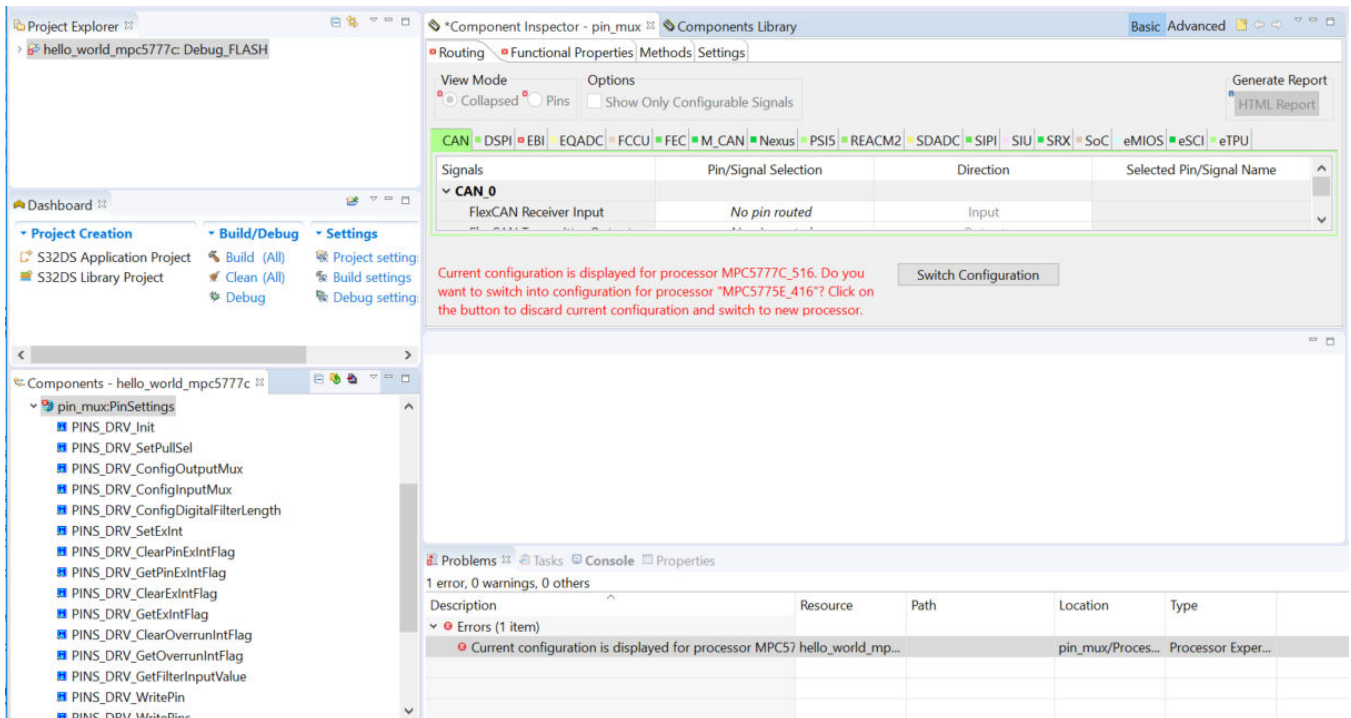 Project Explorer
hello_world_mpc5777c: Debug_FLASH
Dashboard
Project Creation
S32DS Application Project
S32DS Library Project
Build/Debug
Build (All)
Clean (All)
Debug
Settings
Project setting
Build settings
Debug setting
Components - hello_world_mpc5777c
pin_mux:PinSettings
PINS_DRV_Init
PINS_DRV_SetPullSel
PINS_DRV_ConfigOutputMux
PINS_DRV_ConfigInputMux
PINS_DRV_ConfigDigitalFilterLength
PINS_DRV_SetExInt
PINS_DRV_ClearPinExIntFlag
PINS_DRV_GetPinExIntFlag
PINS_DRV_ClearExIntFlag
PINS_DRV_GetExIntFlag
PINS_DRV_ClearOverrunIntFlag
PINS_DRV_GetOverrunIntFlag
PINS_DRV_GetFilterInputValue
PINS_DRV_WritePin
PINS_DRV_WritePins
*Component Inspector - pin_mux Components Library Basic Advanced
Routing Functional Properties Methods Settings
View Mode Options Generate Report
Collapsed Pins Show Only Configurable Signals HTML Report
CAN DSPI EBI EQADC FCCU FEC M_CAN Nexus PSI5 REACM2 SDADC SIPI SIU SRX SoC eMIOS eSCI eTPU
Signals Pin/Signal Selection Direction Selected Pin/Signal Name
CAN_0
FlexCAN Receiver Input No pin routed Input
Current configuration is displayed for processor MPC5777C_516. Do you
want to switch into configuration for processor "MPC5775E_416"? Click on
the button to discard current configuration and switch to new processor.
Switch Configuration
Problems Tasks Console Properties
1 error, 0 warnings, 0 others
Description Resource Path Location Type
Errors (1 item)
Current configuration is displayed for processor MPC57 hello_world_mp... pin_mux/Proces... Processor Exper...